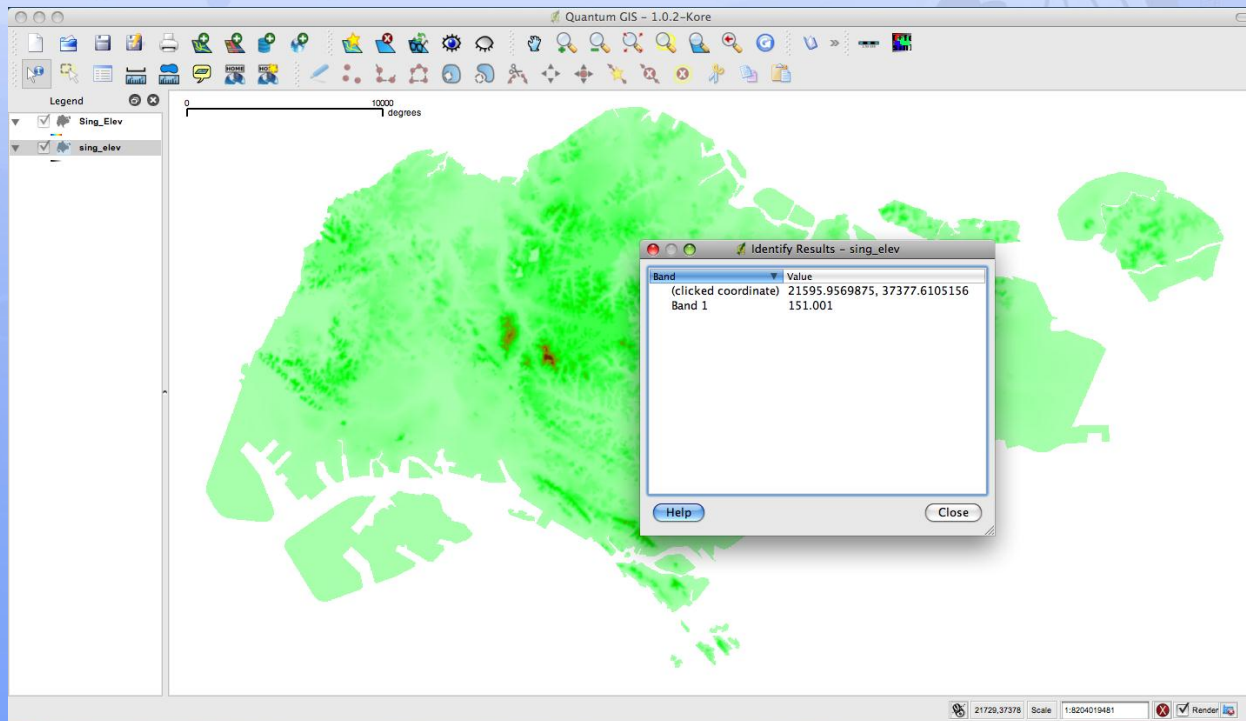 Quantum GIS - 1.0.2-Kore
HOME
Legend
Sing_Elev
sing_elev
0 10000
degrees
Identify Results - sing_elev
Band Value
(clicked coordinate) 21595.9569875, 37377.6105156
Band 1 151.001
Help Close
21729,37378 Scale 1:8204019481 Render